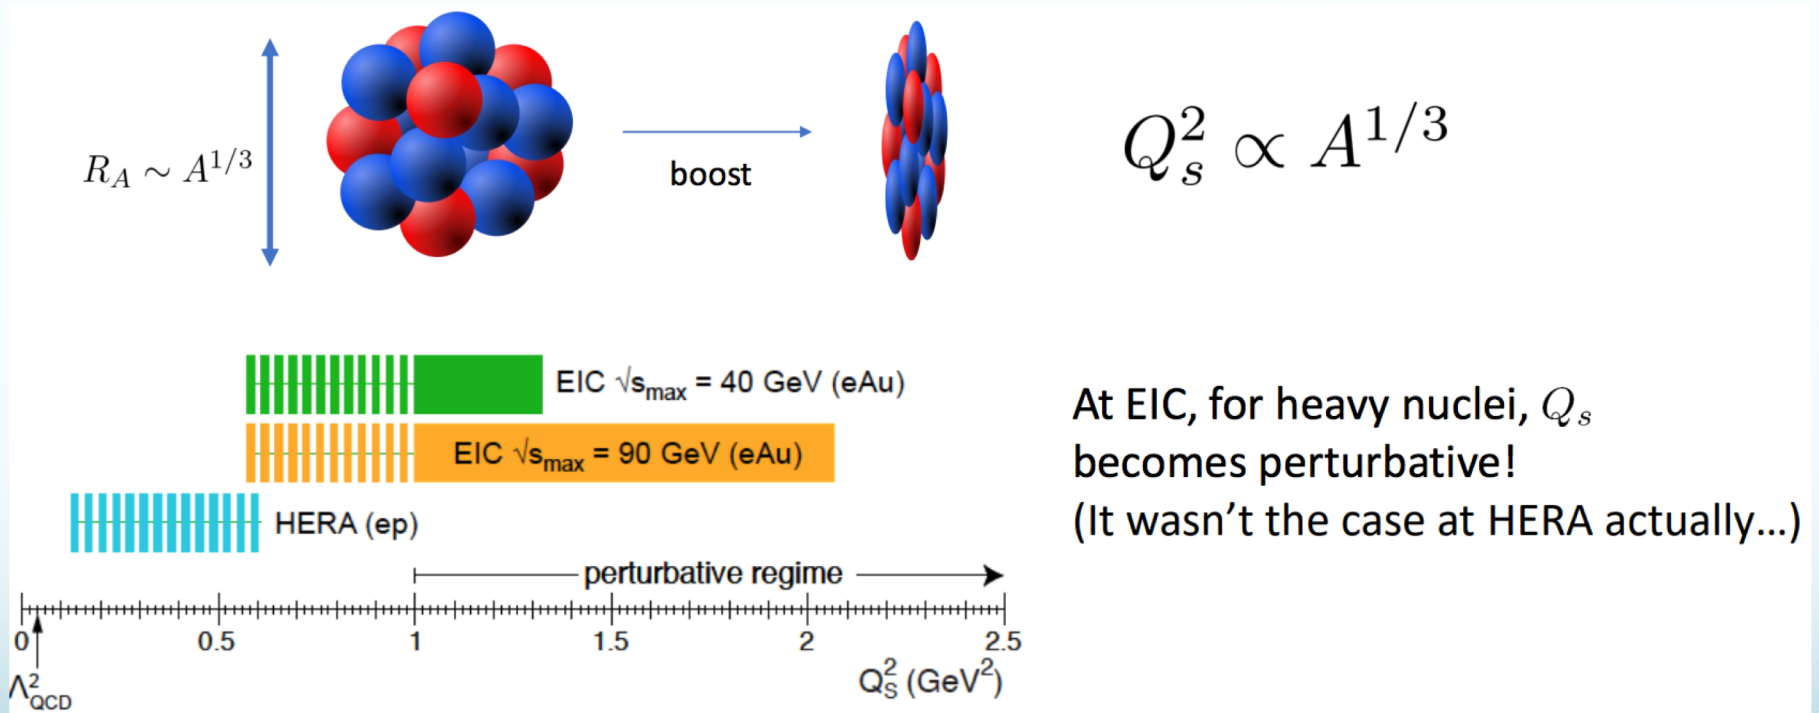 R_A ∼ A^{1/3}
boost
Q_s^2 ∝ A^{1/3}
EIC √s_max = 40 GeV (eAu)
EIC √s_max = 90 GeV (eAu)
HERA (ep)
perturbative regime
0 0.5 1 1.5 2 2.5
Λ^2_QCD
Q_S^2 (GeV^2)
At EIC, for heavy nuclei, Q_s
becomes perturbative!
(It wasn’t the case at HERA actually...)